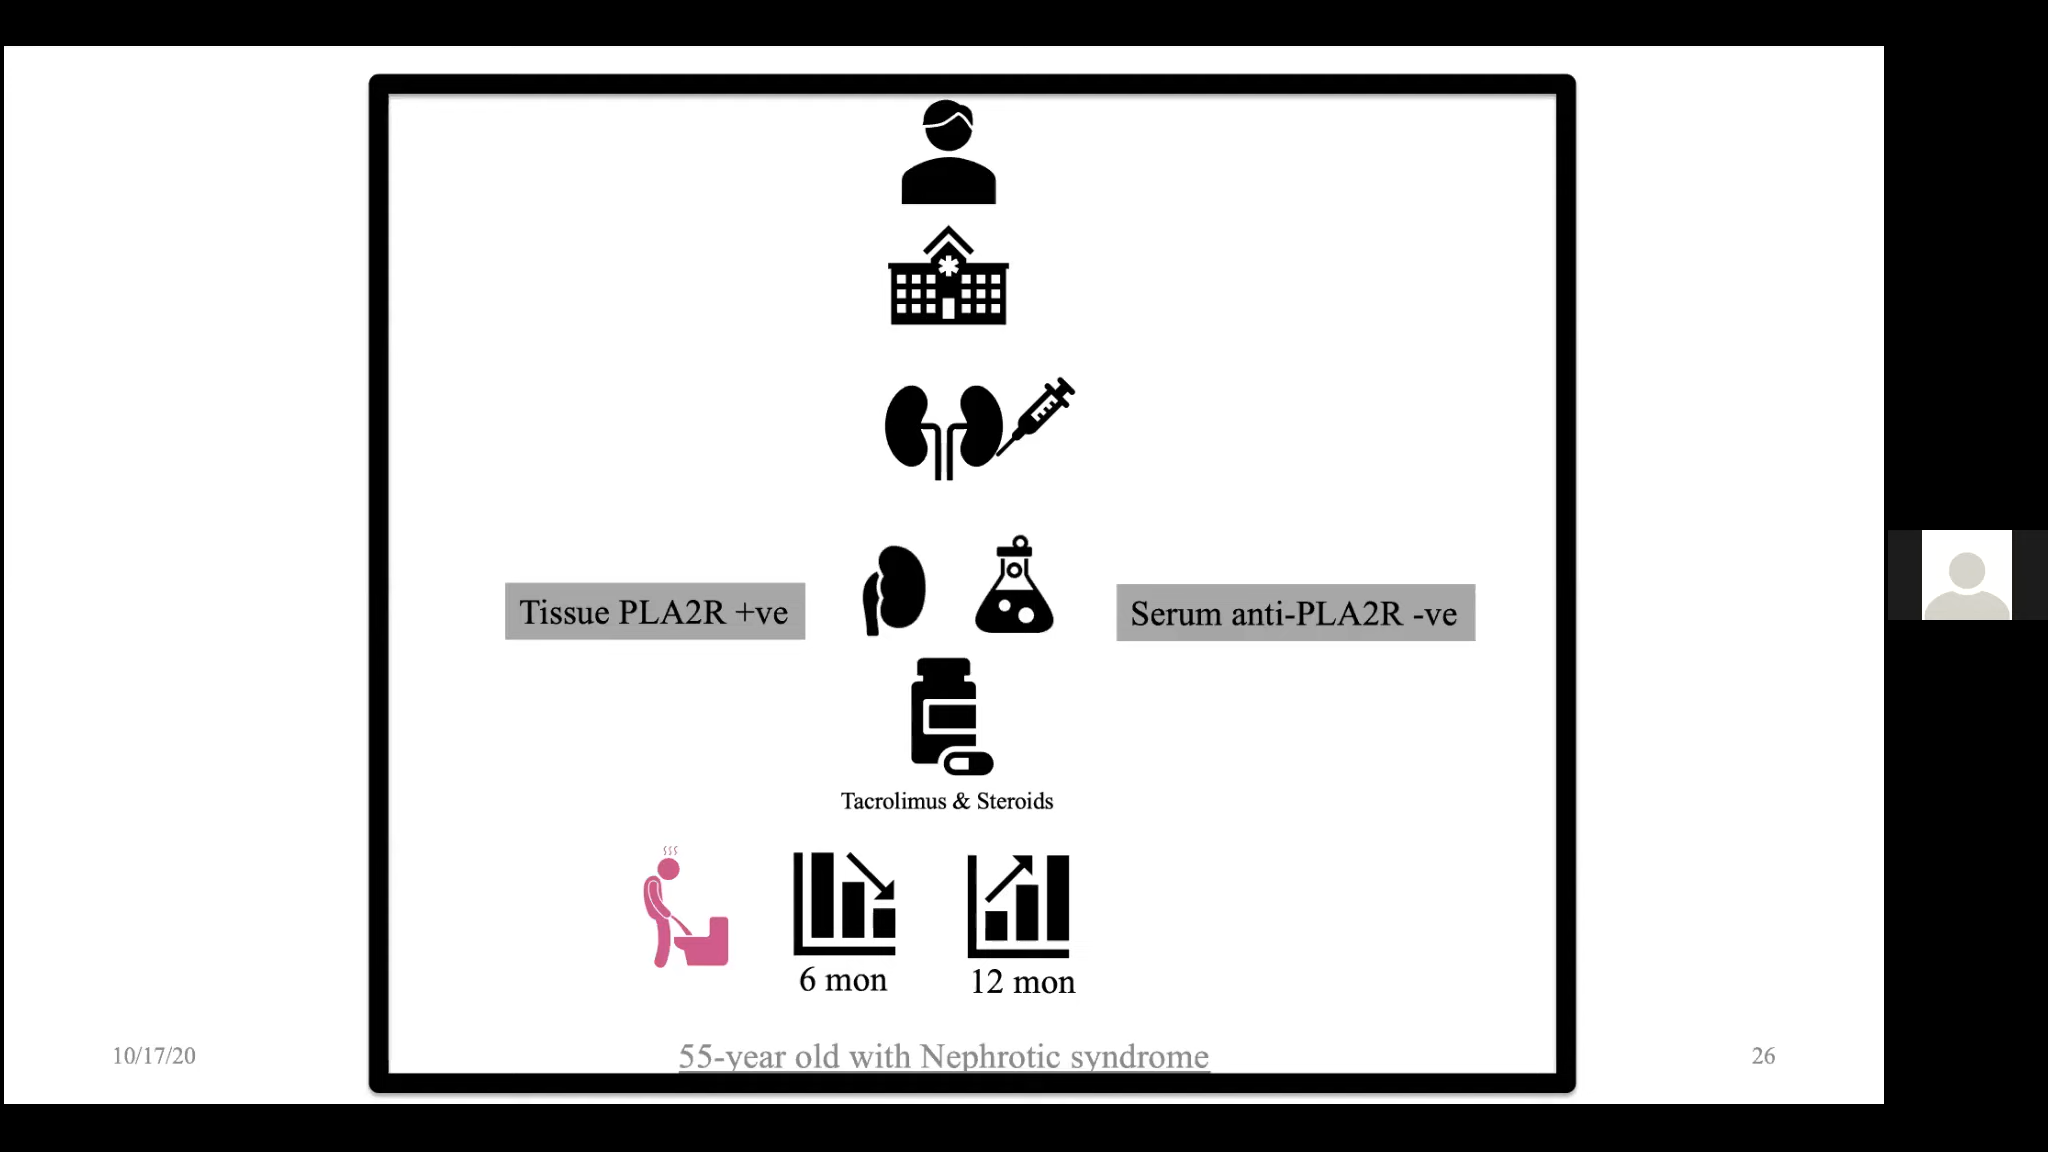 Tissue PLA2R +ve
Serum anti-PLA2R -ve
Tacrolimus & Steroids
6 mon
12 mon
10/17/20
55-year old with Nephrotic syndrome
26